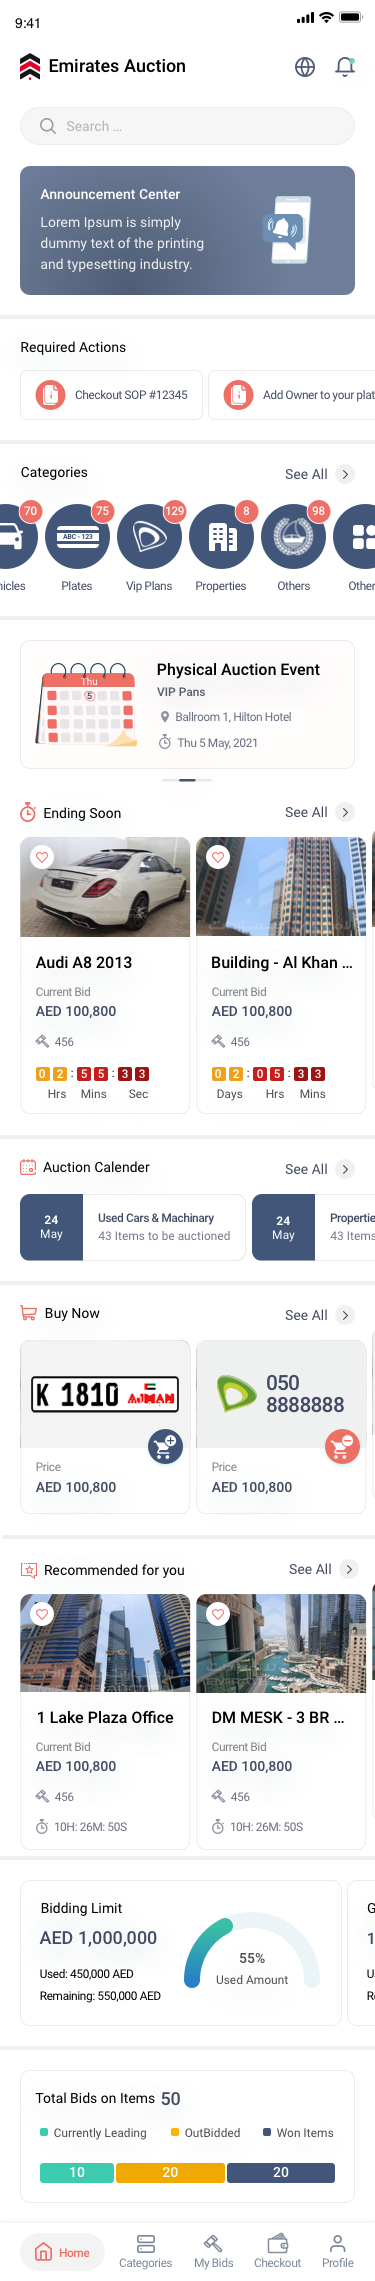 9:41
Emirates Auction
Search ...
Announcement Center
Lorem Ipsum is simply
dummy text of the printing
and typesetting industry.
Required Actions
Checkout SOP #12345
Add Owner to your plat
Categories
See All
70
75
129
8
98
ABC - 123
nicles
Plates
Vip Plans
Properties
Others
Other
Thu
5
Physical Auction Event
VIP Pans
Ballroom 1, Hilton Hotel
Thu 5 May, 2021
Ending Soon
See All
Audi A8 2013
Current Bid
AED 100,800
456
0 2 : 5 5 : 3 3
Hrs Mins Sec
Building - Al Khan ...
Current Bid
AED 100,800
456
0 2 : 0 5 : 3 3
Days Hrs Mins
Auction Calender
See All
24
May
Used Cars & Machinary
43 Items to be auctioned
24
May
Propertie
43 Items
Buy Now
See All
K 1810 AJMAN
Price
AED 100,800
050
8888888
Price
AED 100,800
Recommended for you
See All
1 Lake Plaza Office
Current Bid
AED 100,800
456
10H: 26M: 50S
DM MESK - 3 BR ...
Current Bid
AED 100,800
456
10H: 26M: 50S
Bidding Limit
AED 1,000,000
Used: 450,000 AED
Remaining: 550,000 AED
55%
Used Amount
G
1
U
R
Total Bids on Items 50
Currently Leading
OutBidded
Won Items
10
20
20
Home
Categories
My Bids
Checkout
Profile